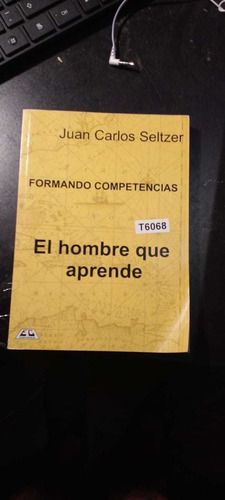 Juan Carlos Seltzer
FORMANDO COMPETENCIAS
T6068
El hombre que
aprende